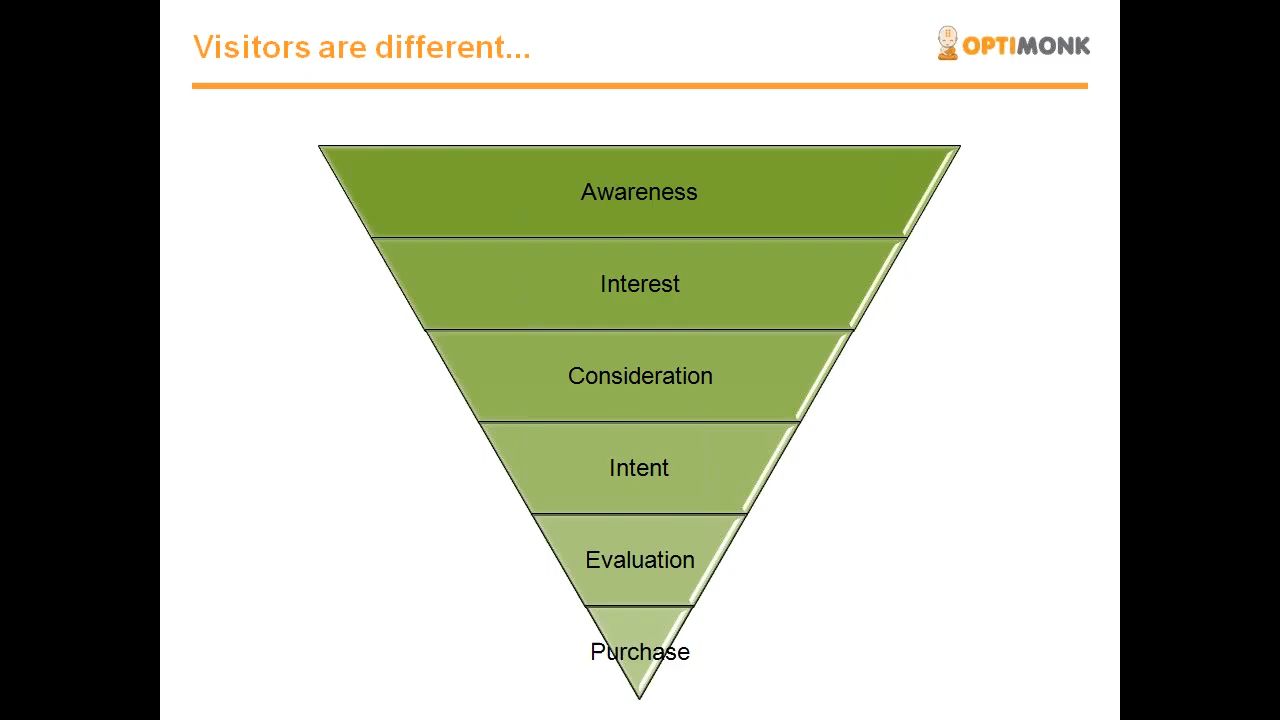 Visitors are different...
OPTIMONK
Awareness
Interest
Consideration
Intent
Evaluation
Purchase